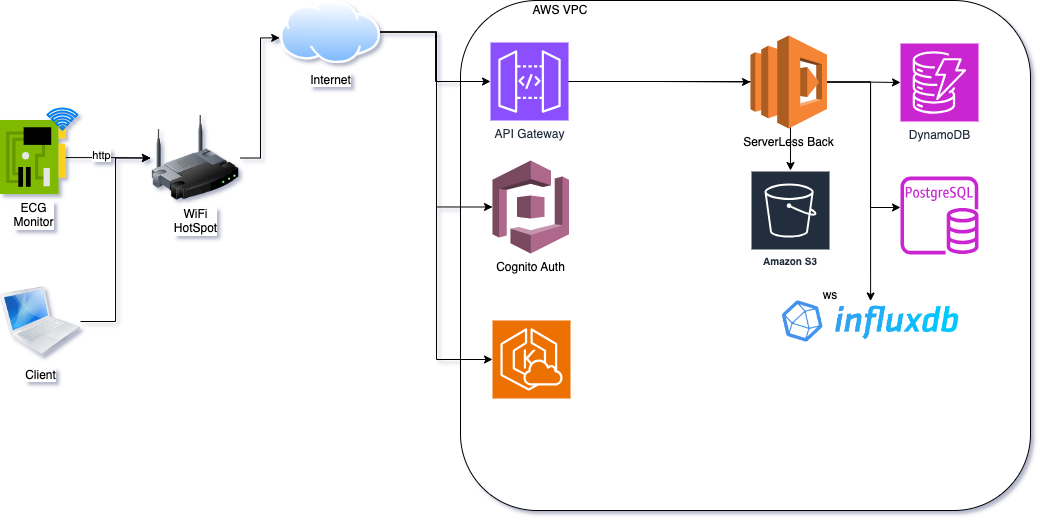 AWS VPC
Internet
API Gateway
ServerLess Back
DynamoDB
http
ECG
Monitor
WiFi
HotSpot
PostgreSQL
Cognito Auth
Amazon S3
ws
influxdb
Client
K